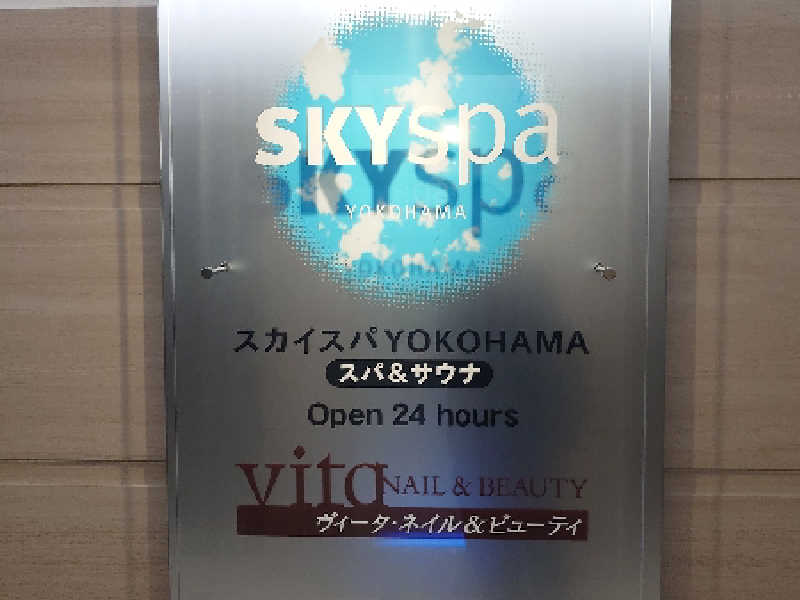 SKYspa
YOKOHAMA
スカイスパYOKOHAMA
スパ&サウナ
Open 24 hours
vita NAIL & BEAUTY
ヴィータ・ネイル&ビューティ